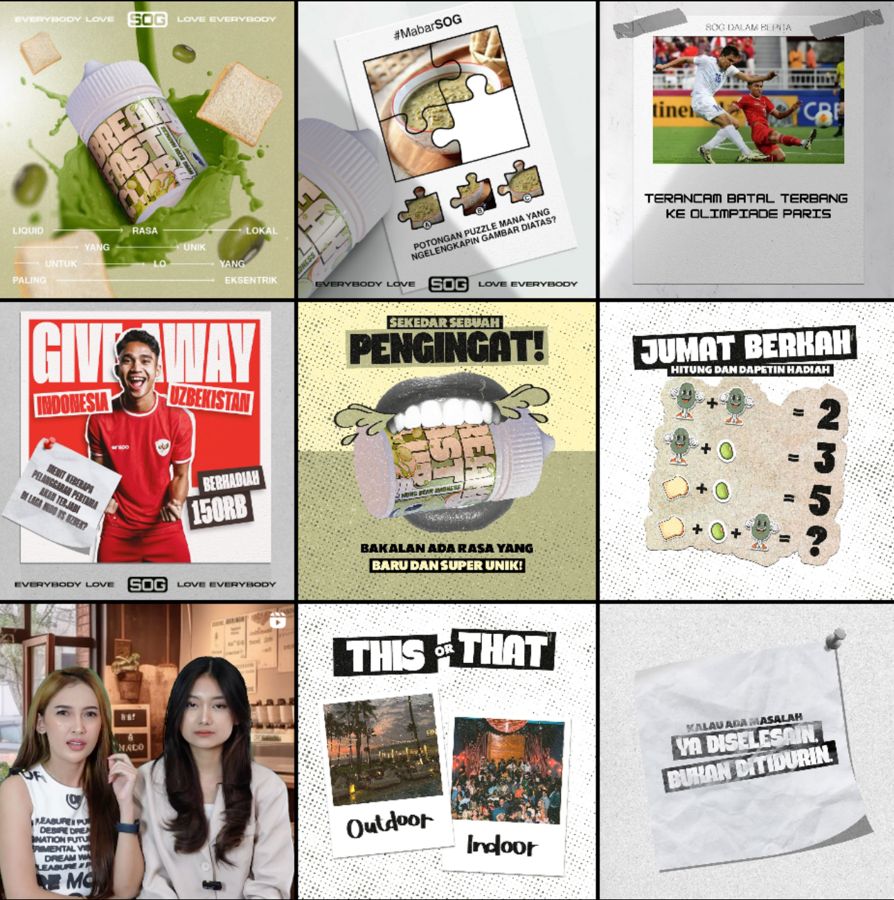 EVERYBODY LOVE SOG LOVE EVERYBODY
BREAK
FAST
CLUB
LIQUID RASA LOKAL
YANG UNIK
UNTUK LO YANG
PALING EKSENTRIK
#MabarSOG
A B C
POTONGAN PUZZLE MANA YANG
NGELENGKAPIN GAMBAR DIATAS?
EVERYBODY LOVE SOG LOVE EVERYBODY
SOG DALAM BERITA
TERANCAM BATAL TERBANG
KE OLIMPIADE PARIS
GIVEAWAY
INDONESIA UZBEKISTAN
BERHADIAH
150RB
EVERYBODY LOVE SOG LOVE EVERYBODY
SEKEDAR SEBUAH
PENGINGAT!
BAKALAN ADA RASA YANG
BARU DAN SUPER UNIK!
JUMAT BERKAH
HITUNG DAN DAPETIN HADIAH
+ = 2
+ = 3
+ = 5
+ + = ?
THIS OR THAT
Outdoor
Indoor
KALAU ADA MASALAH
YA DISELESAIN,
BUKAN DITIDURIN.